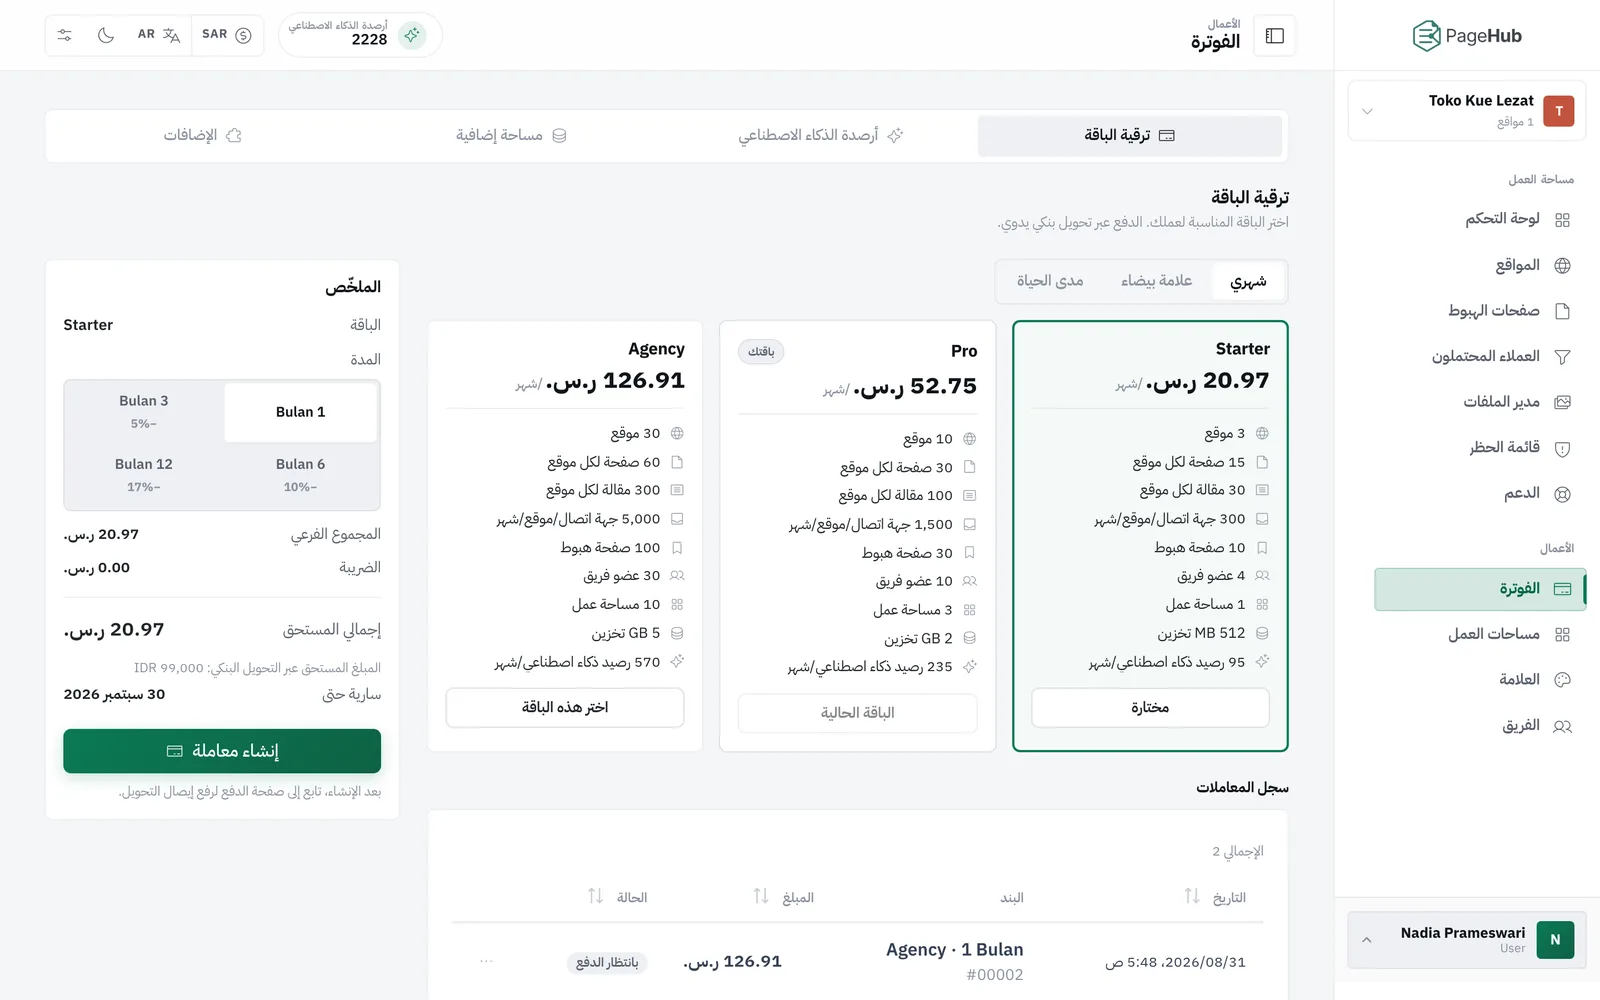 PageHub
Toko Kue Lezat
1 مواقع
T
مساحة العمل
لوحة التحكم
المواقع
صفحات الهبوط
العملاء المحتملون
مدير الملفات
قائمة الحظر
الدعم
الأعمال
الفوترة
مساحات العمل
العلامة
الفريق
Nadia Prameswari
User
N
الأعمال
الفوترة
أرصدة الذكاء الاصطناعي
2228
SAR
AR
ترقية الباقة
أرصدة الذكاء الاصطناعي
مساحة إضافية
الإضافات
ترقية الباقة
اختر الباقة المناسبة لعملك. الدفع عبر تحويل بنكي يدوي.
شهري
علامة بيضاء
مدى الحياة
Starter
20.97 ر.س.‏ /شهر
3 موقع
15 صفحة لكل موقع
30 مقالة لكل موقع
300 جهة اتصال/موقع/شهر
10 صفحة هبوط
4 عضو فريق
1 مساحة عمل
512 MB تخزين
95 رصيد ذكاء اصطناعي/شهر
مختارة
Pro
باقتك
52.75 ر.س.‏ /شهر
10 موقع
30 صفحة لكل موقع
100 مقالة لكل موقع
1,500 جهة اتصال/موقع/شهر
30 صفحة هبوط
10 عضو فريق
3 مساحة عمل
2 GB تخزين
235 رصيد ذكاء اصطناعي/شهر
الباقة الحالية
Agency
126.91 ر.س.‏ /شهر
30 موقع
60 صفحة لكل موقع
300 مقالة لكل موقع
5,000 جهة اتصال/موقع/شهر
100 صفحة هبوط
30 عضو فريق
10 مساحة عمل
5 GB تخزين
570 رصيد ذكاء اصطناعي/شهر
اختر هذه الباقة
الملخّص
الباقة Starter
المدة
1 Bulan
3 Bulan
−5%
6 Bulan
−10%
12 Bulan
−17%
المجموع الفرعي 20.97 ر.س.‏
الضريبة 0.00 ر.س.‏
إجمالي المستحق 20.97 ر.س.‏
المبلغ المستحق عبر التحويل البنكي: IDR 99,000
سارية حتى 30 سبتمبر 2026
إنشاء معاملة
بعد الإنشاء، تابع إلى صفحة الدفع لرفع إيصال التحويل.
سجل المعاملات
الإجمالي 2
التاريخ البند المبلغ الحالة
31‏/08‏/2026، 5:48 ص
Agency · 1 Bulan
#00002
126.91 ر.س.‏
بانتظار الدفع
...